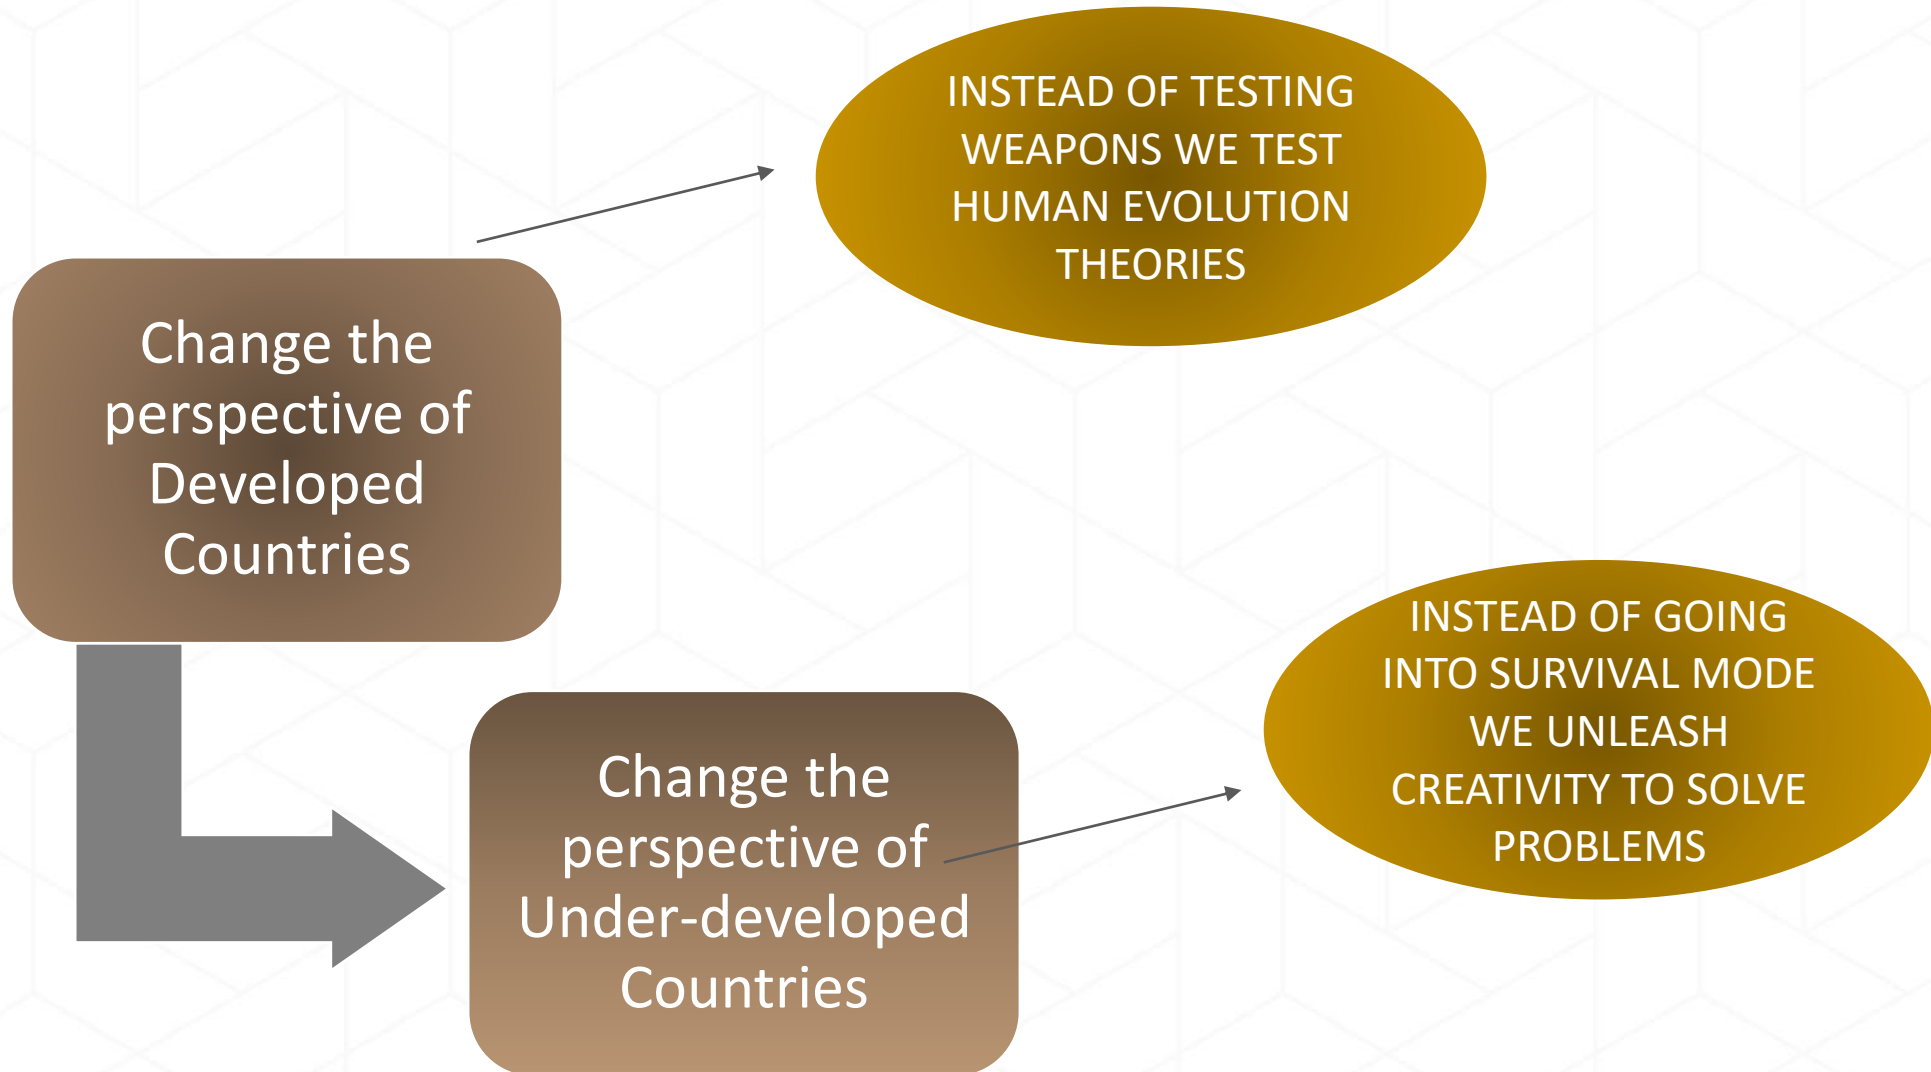 INSTEAD OF TESTING
WEAPONS WE TEST
HUMAN EVOLUTION
THEORIES
Change the
perspective of
Developed
Countries
INSTEAD OF GOING
INTO SURVIVAL MODE
WE UNLEASH
CREATIVITY TO SOLVE
PROBLEMS
Change the
perspective of
Under-developed
Countries